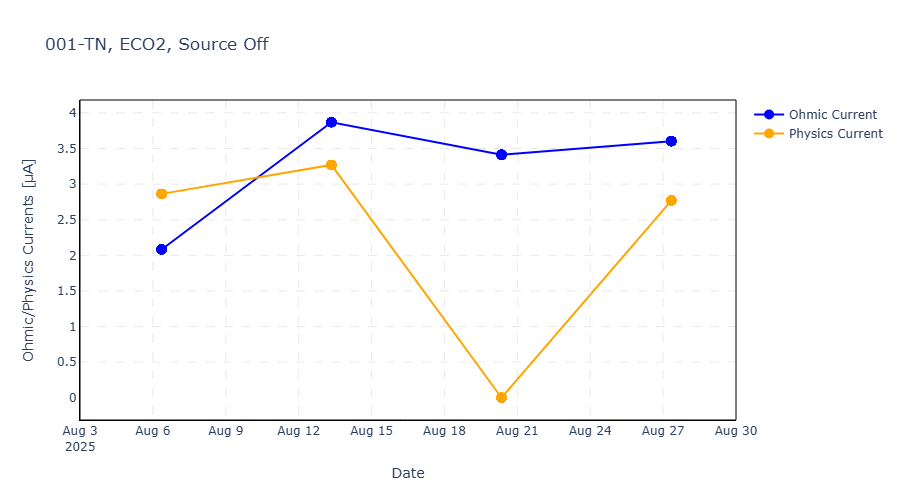 001-TN, ECO2, Source Off
Ohmic Current
Physics Current
Ohmic/Physics Currents [μA]
4
3.5
3
2.5
2
1.5
1
0.5
0
Aug 3 Aug 6 Aug 9 Aug 12 Aug 15 Aug 18 Aug 21 Aug 24 Aug 27 Aug 30
2025
Date